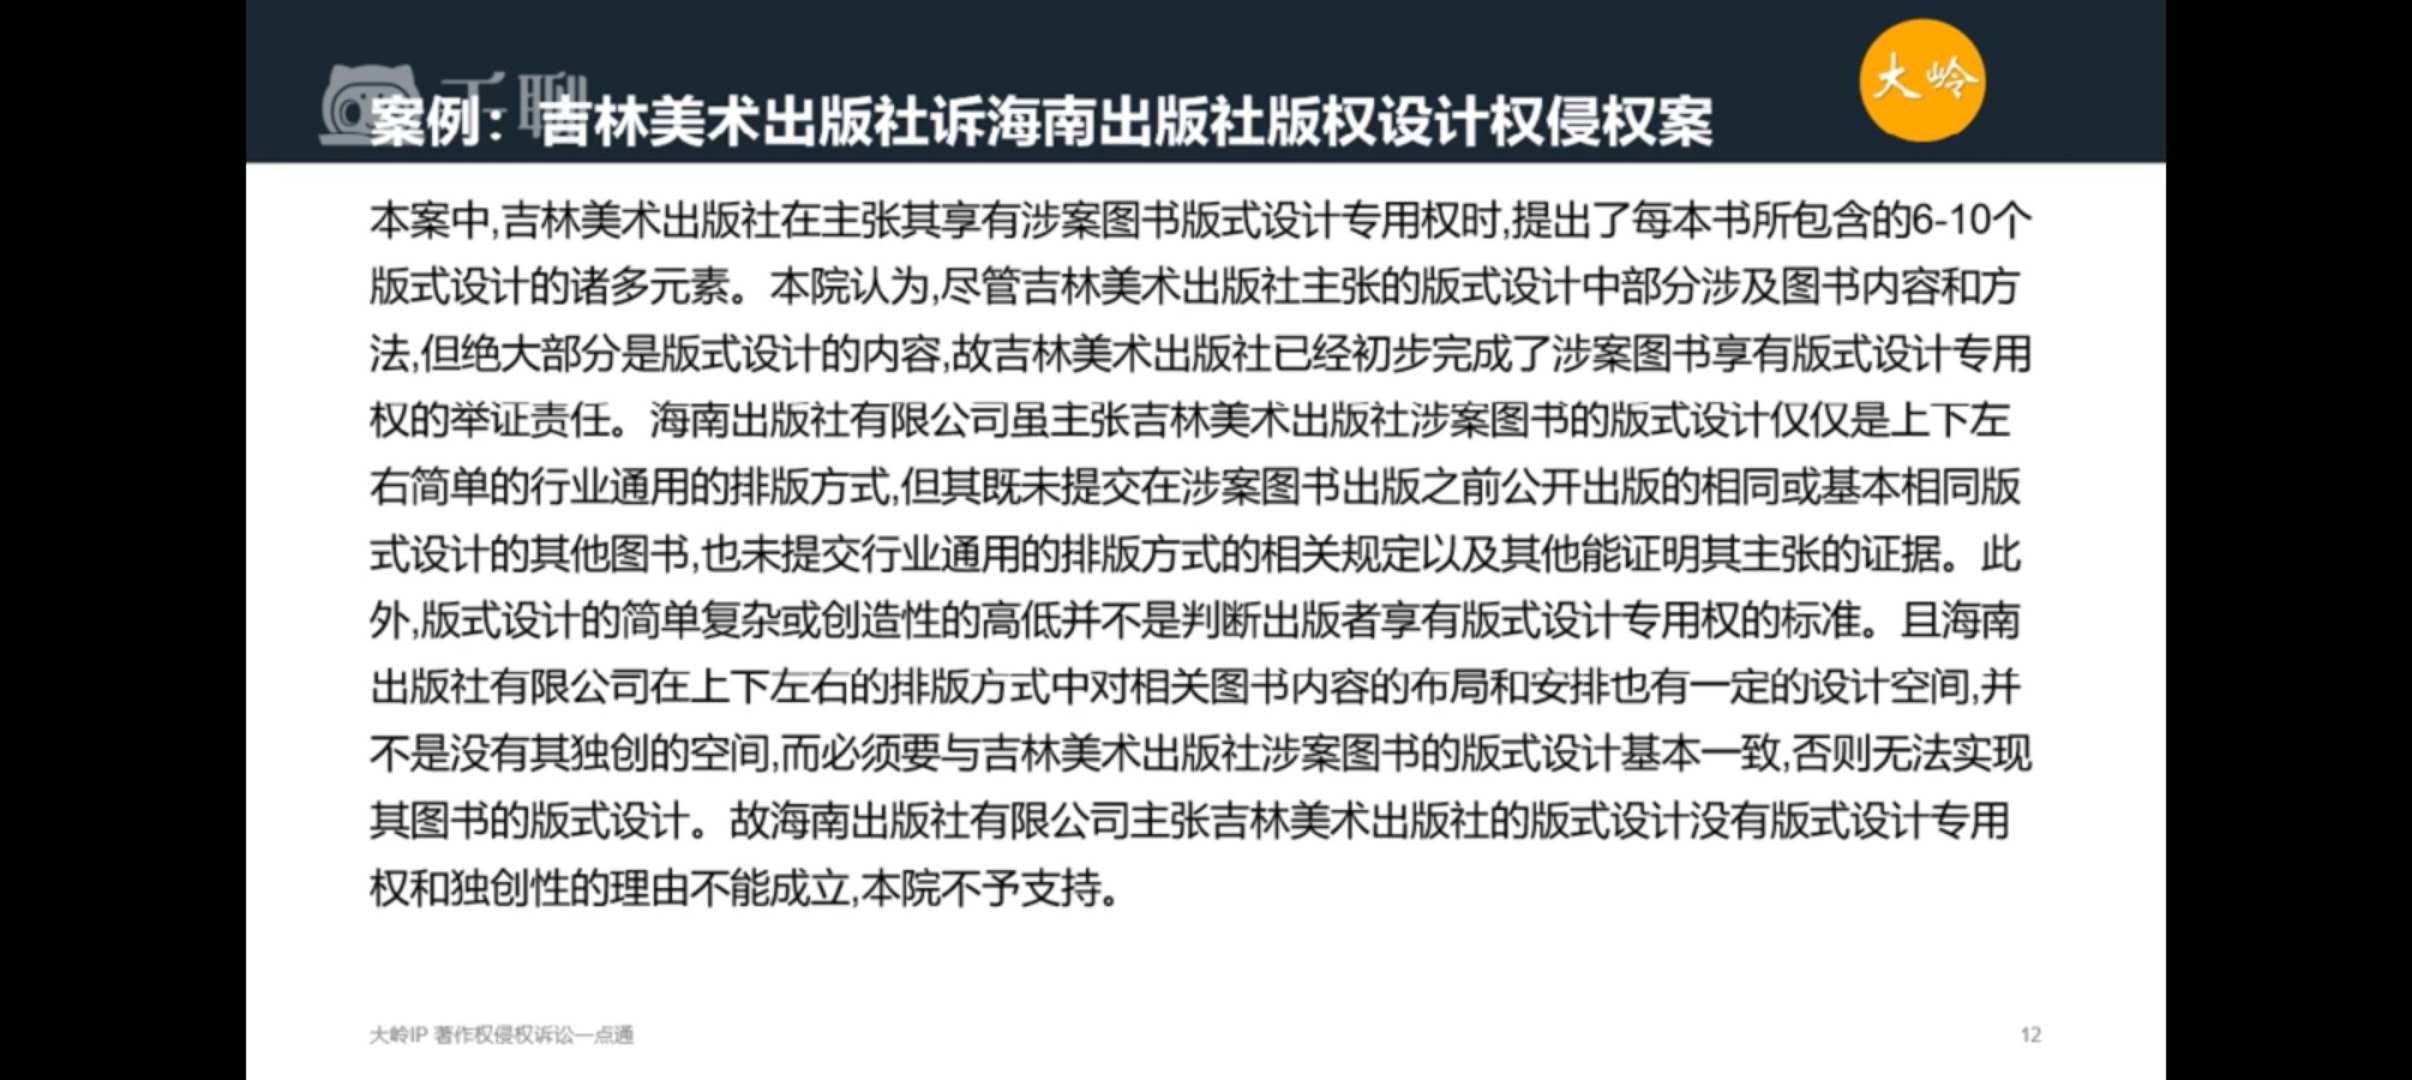 千聊
大岭
案例：吉林美术出版社诉海南出版社版权设计权侵权案
本案中,吉林美术出版社在主张其享有涉案图书版式设计专用权时,提出了每本书所包含的6-10个
版式设计的诸多元素。本院认为,尽管吉林美术出版社主张的版式设计中部分涉及图书内容和方
法,但绝大部分是版式设计的内容,故吉林美术出版社已经初步完成了涉案图书享有版式设计专用
权的举证责任。海南出版社有限公司虽主张吉林美术出版社涉案图书的版式设计仅仅是上下左
右简单的行业通用的排版方式,但其既未提交在涉案图书出版之前公开出版的相同或基本相同版
式设计的其他图书,也未提交行业通用的排版方式的相关规定以及其他能证明其主张的证据。此
外,版式设计的简单复杂或创造性的高低并不是判断出版者享有版式设计专用权的标准。且海南
出版社有限公司在上下左右的排版方式中对相关图书内容的布局和安排也有一定的设计空间,并
不是没有其独创的空间,而必须要与吉林美术出版社涉案图书的版式设计基本一致,否则无法实现
其图书的版式设计。故海南出版社有限公司主张吉林美术出版社的版式设计没有版式设计专用
权和独创性的理由不能成立,本院不予支持。
大岭IP 著作权侵权诉讼一点通
12